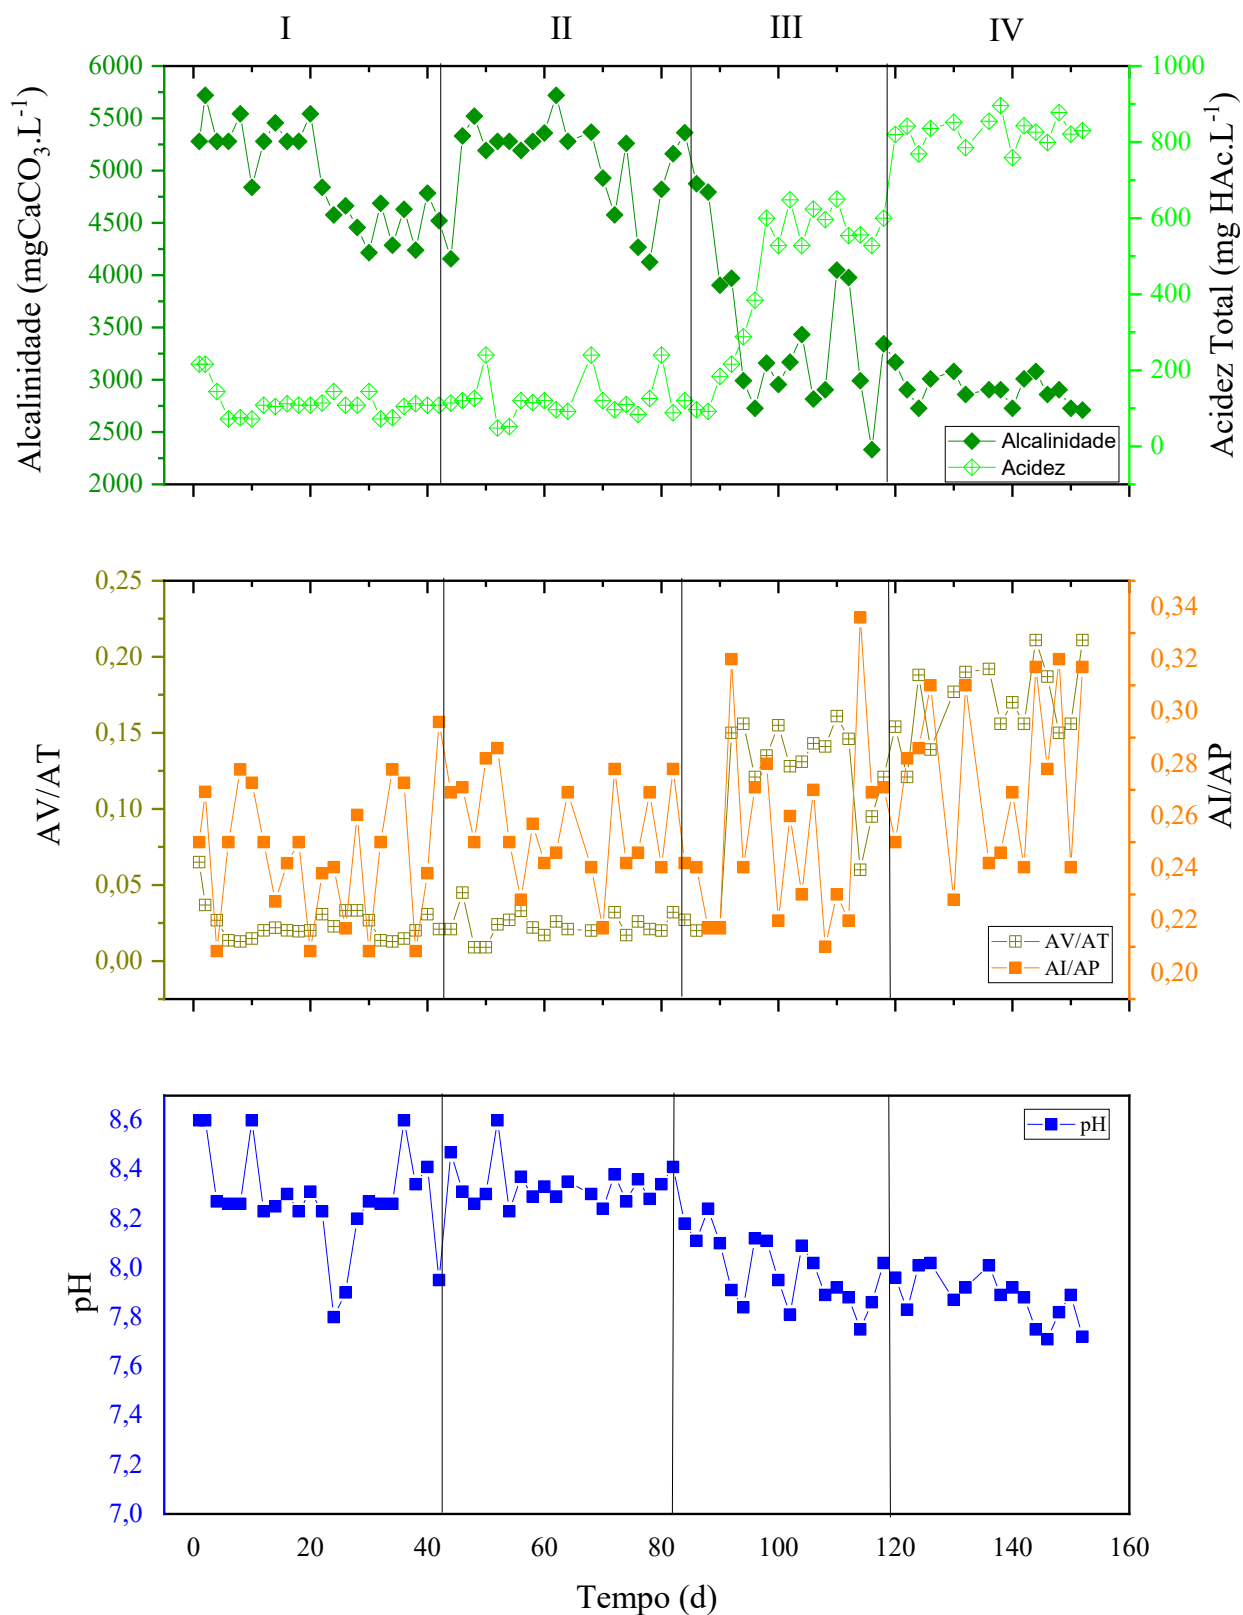 I II III IV
Alcalinidade (mgCaCO₃.L⁻¹)
6000
5500
5000
4500
4000
3500
3000
2500
2000
1000
800
600
400
200
0
Acidez Total (mg HAc.L⁻¹)
Alcalinidade
Acidez
AV/AT
0,25
0,20
0,15
0,10
0,05
0,00
0,34
0,32
0,30
0,28
0,26
0,24
0,22
0,20
AI/AP
AV/AT
AI/AP
pH
8,6
8,4
8,2
8,0
7,8
7,6
7,4
7,2
7,0
pH
0 20 40 60 80 100 120 140 160
Tempo (d)